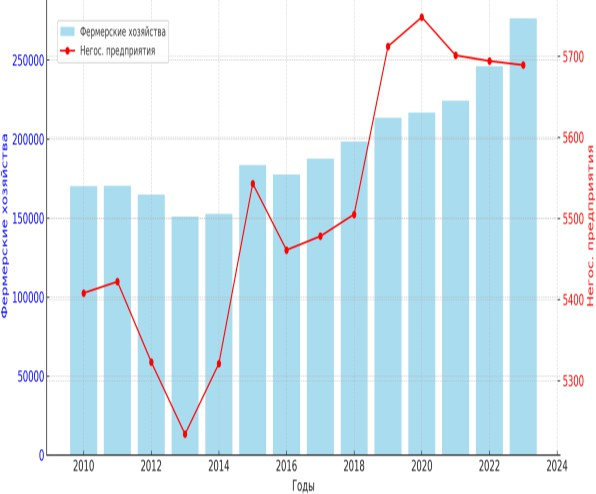 Фермерские хозяйства
Негос. предприятия
Фермерские хозяйства
250000
200000
150000
100000
50000
0
5700
5600
5500
5400
5300
Негос. предприятия
2010 2012 2014 2016 2018 2020 2022 2024
Годы